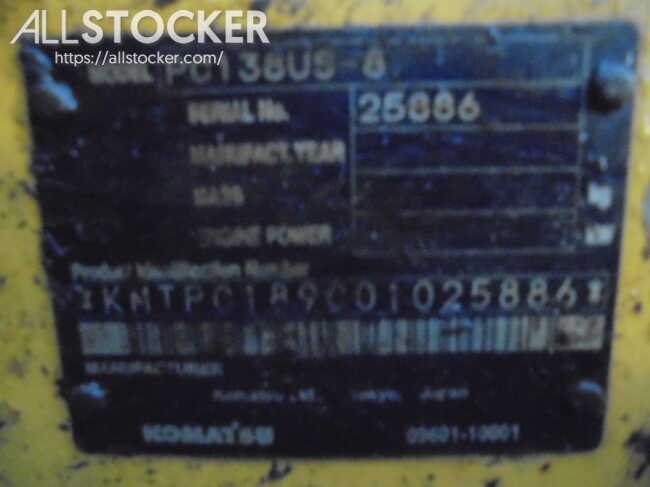 ALLSTOCKER
https://allstocker.com/
MODEL PC138US-8
SERIAL No. 25886
MANUFACT. YEAR
MASS kg
ENGINE POWER kW
Product Identification Number
*KMTPC189C01025886*
MANUFACTURER
Komatsu Ltd. Tokyo, Japan
KOMATSU 09601-10001